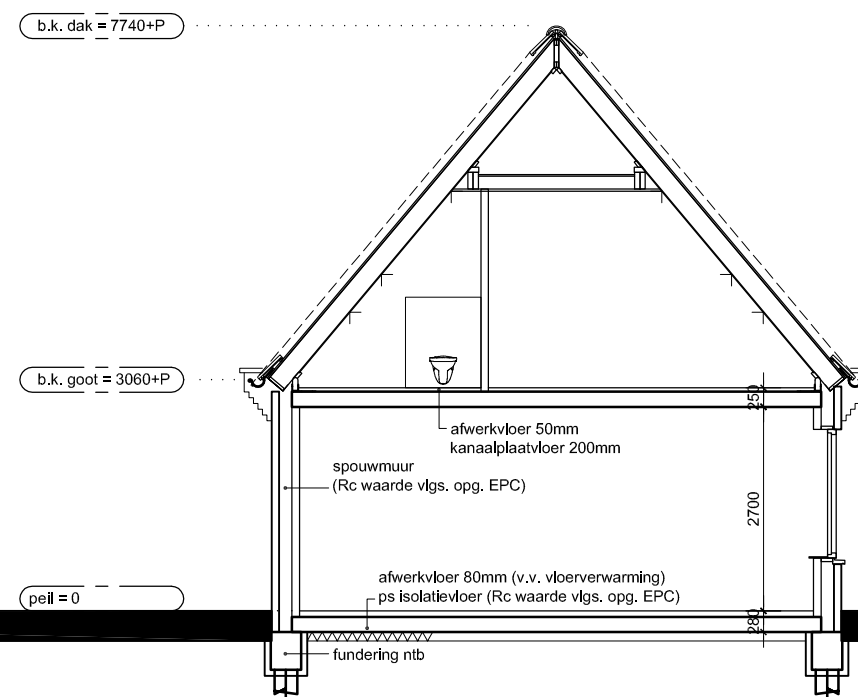 b.k. dak = 7740+P
b.k. goot = 3060+P
250
afwerkvloer 50mm
kanaalplaatvloer 200mm
spouwmuur
(Rc waarde vlgs. opg. EPC)
2700
afwerkvloer 80mm (v.v. vloerverwarming)
ps isolatievloer (Rc waarde vlgs. opg. EPC)
peil = 0
280
fundering ntb